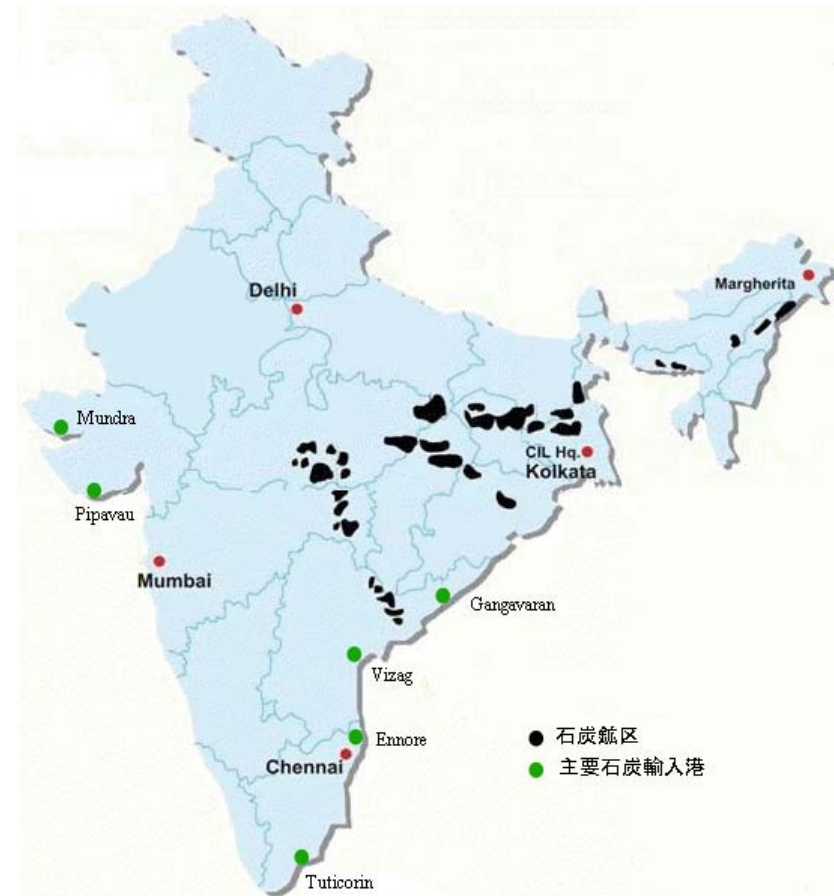 Delhi
Margherita
Mundra
CIL Hq.
Kolkata
Pipavau
Mumbai
Gangavaran
Vizag
Ennore
Chennai
● 石炭鉱区
● 主要石炭輸入港
Tuticorin